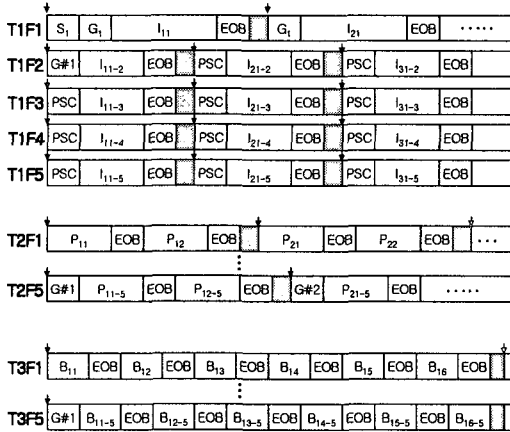 T1F1 S₁ G₁ I₁₁ EOB G₁ I₂₁ EOB ·····
T1F2 G#1 I₁₁₋₂ EOB PSC I₂₁₋₂ EOB PSC I₃₁₋₂ EOB
T1F3 PSC I₁₁₋₃ EOB PSC I₂₁₋₃ EOB PSC I₃₁₋₃ EOB
T1F4 PSC I₁₁₋₄ EOB PSC I₂₁₋₄ EOB PSC I₃₁₋₄ EOB
T1F5 PSC I₁₁₋₅ EOB PSC I₂₁₋₅ EOB PSC I₃₁₋₅ EOB
T2F1 P₁₁ EOB P₁₂ EOB P₂₁ EOB P₂₂ EOB ···
T2F5 G#1 P₁₁₋₅ EOB P₁₂₋₅ EOB G#2 P₂₁₋₅ EOB ·····
T3F1 B₁₁ EOB B₁₂ EOB B₁₃ EOB B₁₄ EOB B₁₅ EOB B₁₆ EOB
T3F5 G#1 B₁₁₋₅ EOB B₁₂₋₅ EOB B₁₃₋₅ EOB B₁₄₋₅ EOB B₁₅₋₅ EOB B₁₆₋₅